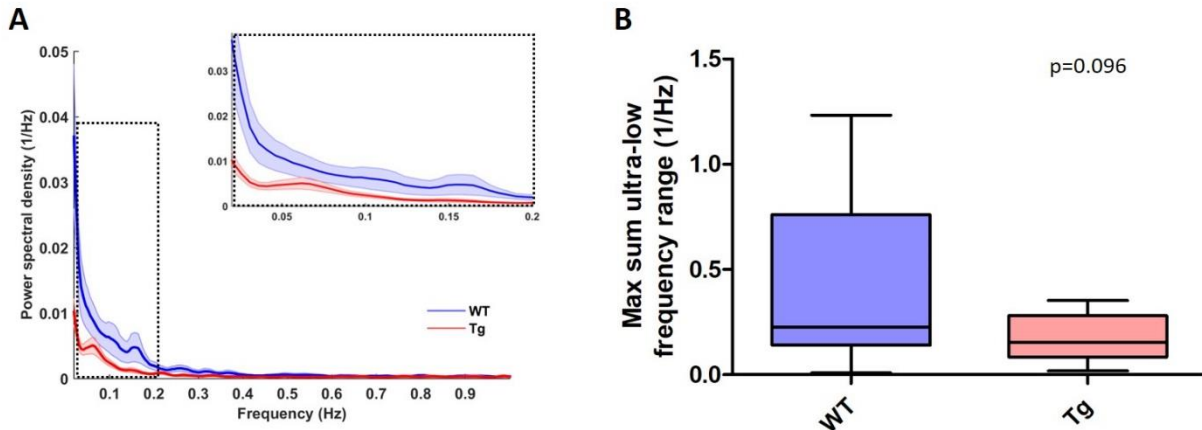 A
Power spectral density (1/Hz)
0.05
0.04
0.03
0.02
0.01
0
0.1 0.2 0.3 0.4 0.5 0.6 0.7 0.8 0.9
Frequency (Hz)
0.03
0.02
0.01
0
0.05 0.1 0.15 0.2
WT
Tg
B
Max sum ultra-low
frequency range (1/Hz)
1.5
1.0
0.5
0.0
p=0.096
WT
Tg